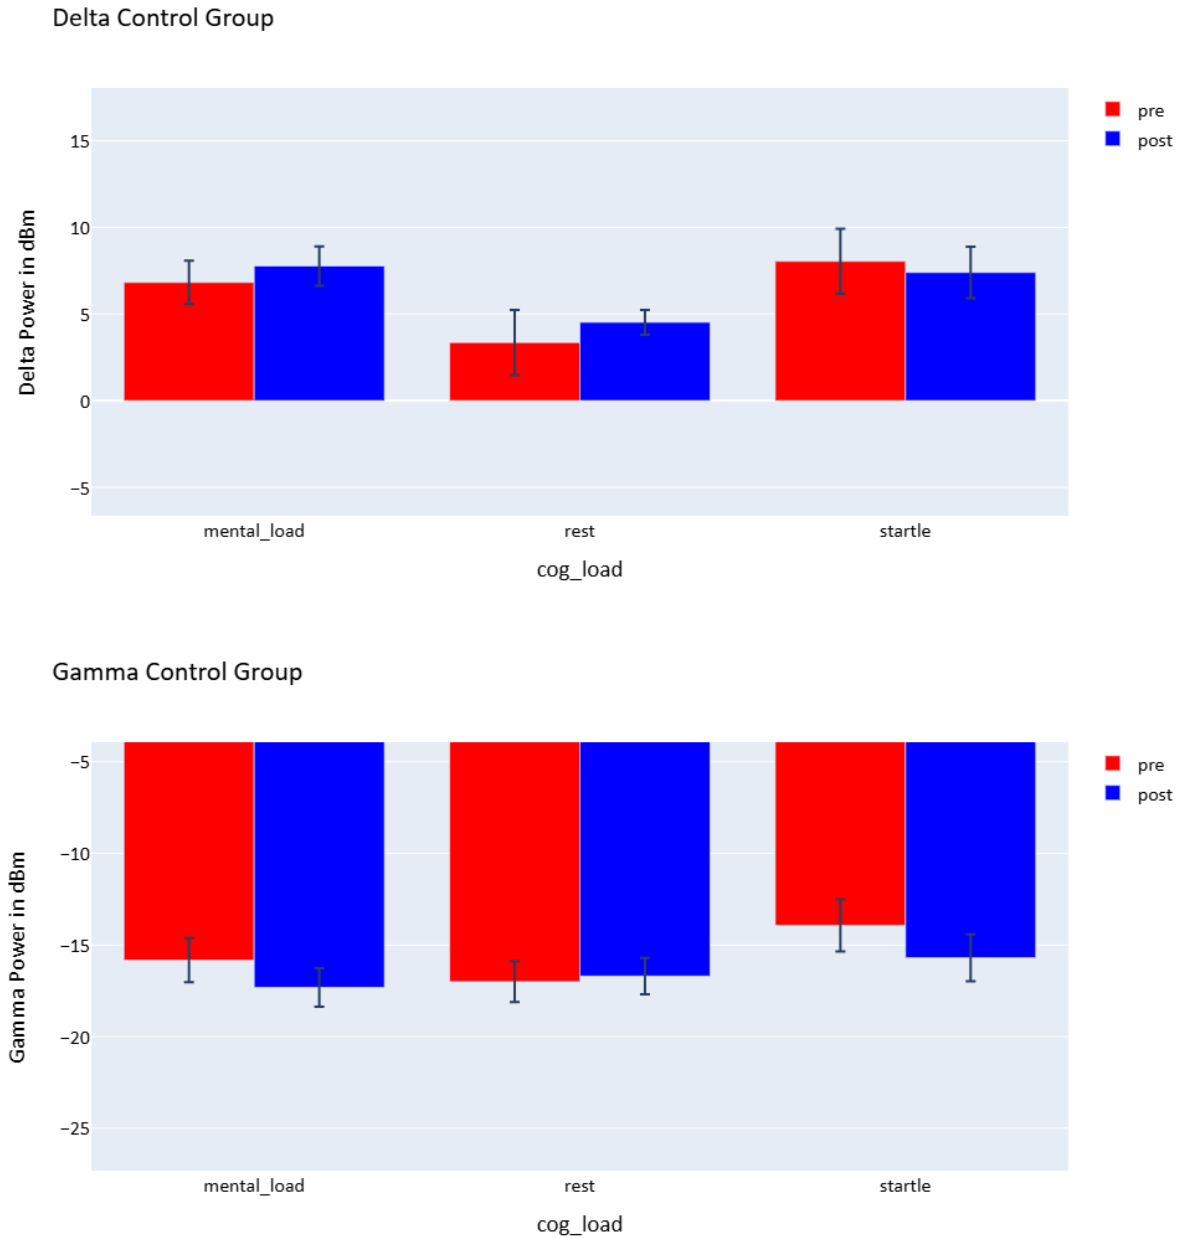 Delta Control Group
pre
post
15
10
5
0
−5
Delta Power in dBm
mental_load
rest
startle
cog_load
Gamma Control Group
pre
post
−5
−10
−15
−20
−25
Gamma Power in dBm
mental_load
rest
startle
cog_load